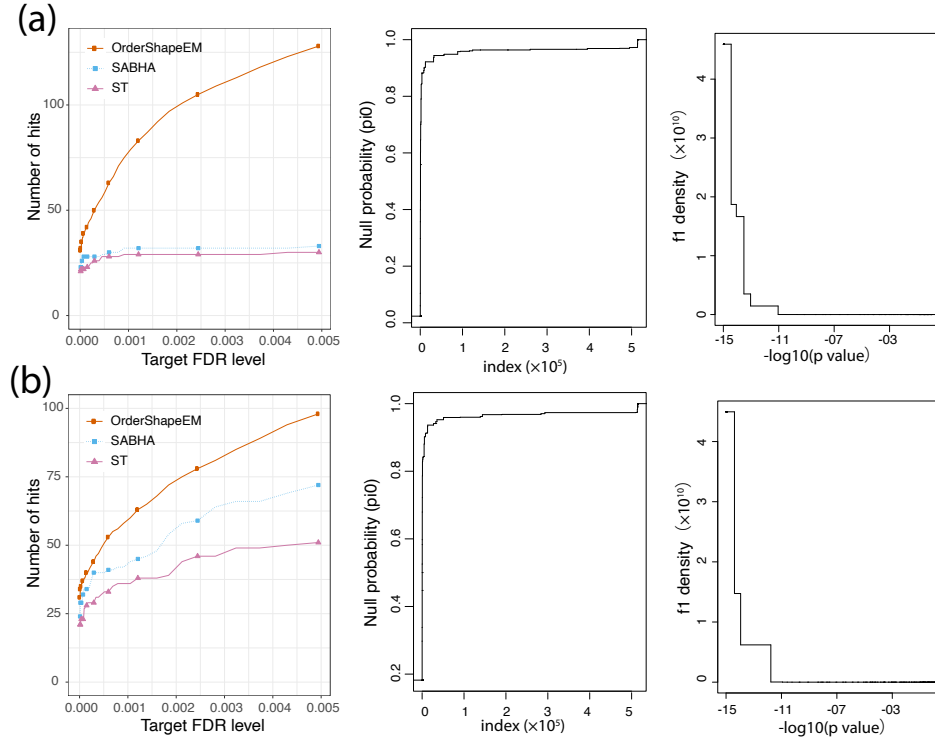 (a)
Number of hits
100
50
0
OrderShapeEM
SABHA
ST
0.000 0.001 0.002 0.003 0.004 0.005
Target FDR level
Null probability (pi0)
1.0
0.8
0.6
0.4
0.2
0.0
0 1 2 3 4 5
index (×10⁵)
f1 density (×10¹⁰)
4
3
2
1
0
-15 -11 -07 -03
-log10(p value)
(b)
Number of hits
100
75
50
25
0
OrderShapeEM
SABHA
ST
0.000 0.001 0.002 0.003 0.004 0.005
Target FDR level
Null probability (pi0)
1.0
0.8
0.6
0.4
0.2
0 1 2 3 4 5
index (×10⁵)
f1 density (×10¹⁰)
4
3
2
1
0
-15 -11 -07 -03
-log10(p value)